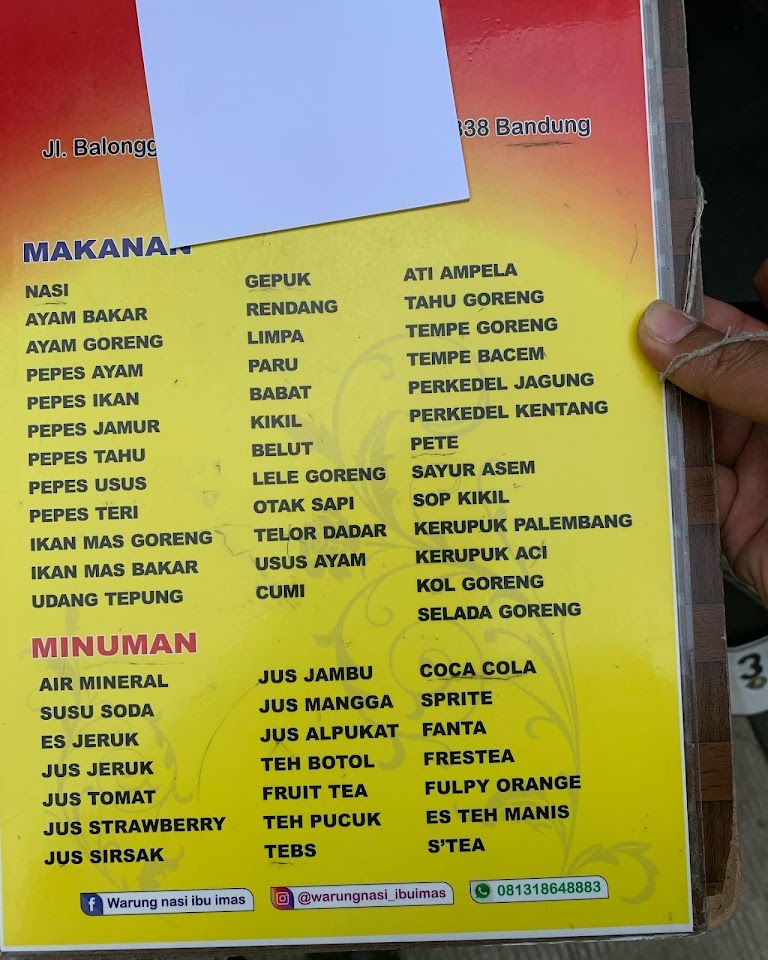 Jl. Balongg
338 Bandung
MAKANAN
NASI
AYAM BAKAR
AYAM GORENG
PEPES AYAM
PEPES IKAN
PEPES JAMUR
PEPES TAHU
PEPES USUS
PEPES TERI
IKAN MAS GORENG
IKAN MAS BAKAR
UDANG TEPUNG
GEPUK
RENDANG
LIMPA
PARU
BABAT
KIKIL
BELUT
LELE GORENG
OTAK SAPI
TELOR DADAR
USUS AYAM
CUMI
ATI AMPELA
TAHU GORENG
TEMPE GORENG
TEMPE BACEM
PERKEDEL JAGUNG
PERKEDEL KENTANG
PETE
SAYUR ASEM
SOP KIKIL
KERUPUK PALEMBANG
KERUPUK ACI
KOL GORENG
SELADA GORENG
MINUMAN
AIR MINERAL
SUSU SODA
ES JERUK
JUS JERUK
JUS TOMAT
JUS STRAWBERRY
JUS SIRSAK
JUS JAMBU
JUS MANGGA
JUS ALPUKAT
TEH BOTOL
FRUIT TEA
TEH PUCUK
TEBS
COCA COLA
SPRITE
FANTA
FRESTEA
FULPY ORANGE
ES TEH MANIS
S'TEA
Warung nasi ibu imas
@warungnasi_ibuimas
081318648883
3